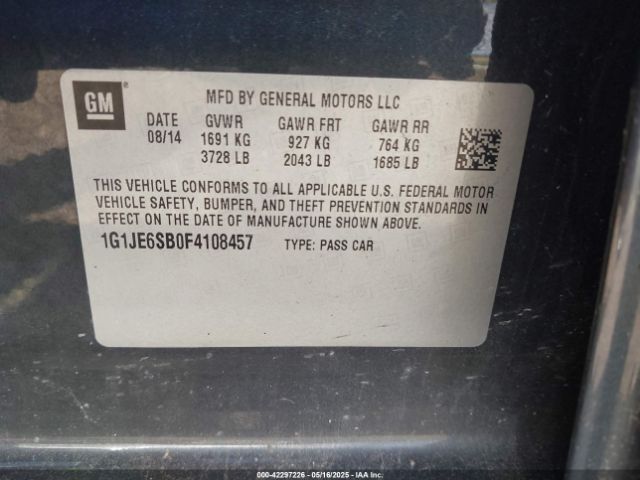 GM
MFD BY GENERAL MOTORS LLC
DATE GVWR GAWR FRT GAWR RR
08/14 1691 KG 927 KG 764 KG
3728 LB 2043 LB 1685 LB
THIS VEHICLE CONFORMS TO ALL APPLICABLE U.S. FEDERAL MOTOR
VEHICLE SAFETY, BUMPER, AND THEFT PREVENTION STANDARDS IN
EFFECT ON THE DATE OF MANUFACTURE SHOWN ABOVE.
1G1JE6SB0F4108457 TYPE: PASS CAR
000-42297226 - 05/16/2025 - IAA Inc. Copyright